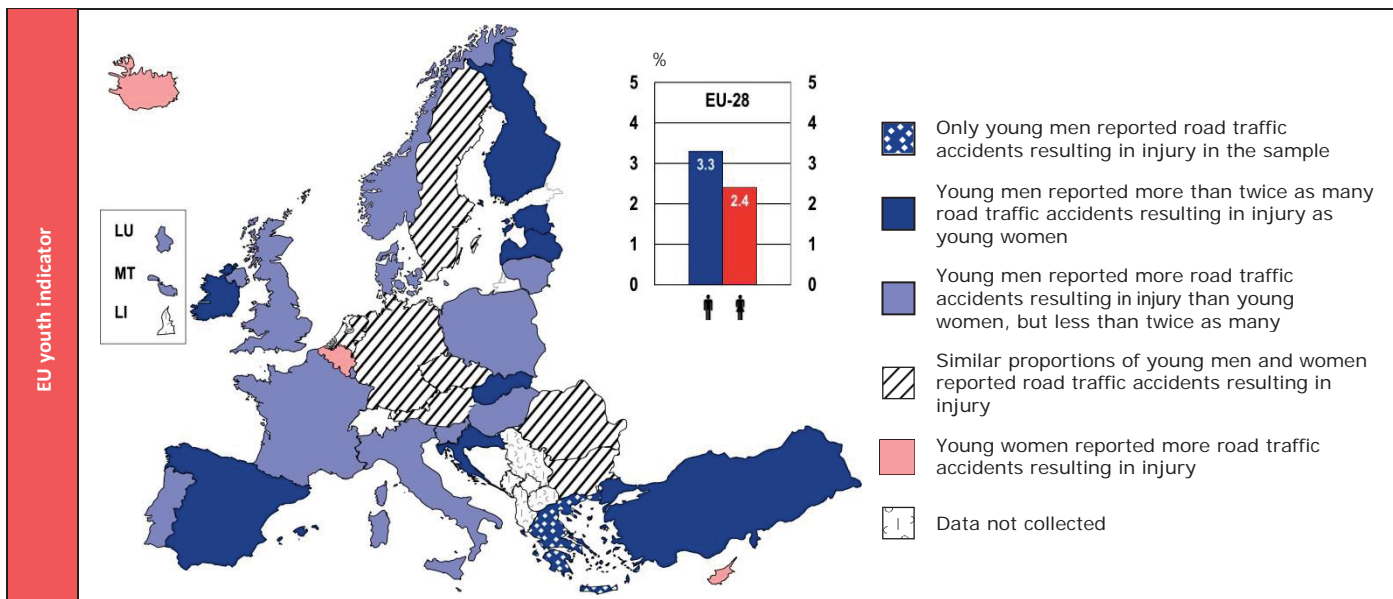 EU youth indicator
LU
MT
LI
%
EU-28
5
4
3
2
1
0
3.3
2.4
5
4
3
2
1
0
Only young men reported road traffic
accidents resulting in injury in the sample
Young men reported more than twice as many
road traffic accidents resulting in injury as
young women
Young men reported more road traffic
accidents resulting in injury than young
women, but less than twice as many
Similar proportions of young men and women
reported road traffic accidents resulting in
injury
Young women reported more road traffic
accidents resulting in injury
Data not collected